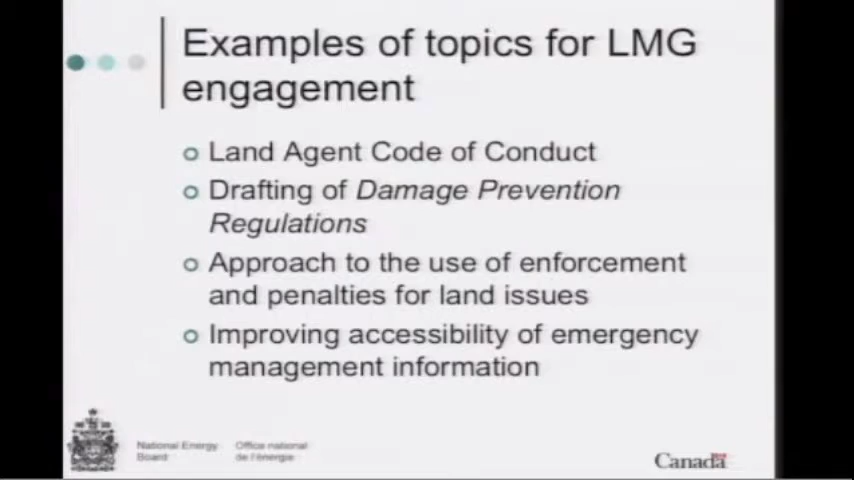 Examples of topics for LMG
engagement
Land Agent Code of Conduct
Drafting of Damage Prevention
Regulations
Approach to the use of enforcement
and penalties for land issues
Improving accessibility of emergency
management information
National Energy Office national
Board de l'énergie
Canada